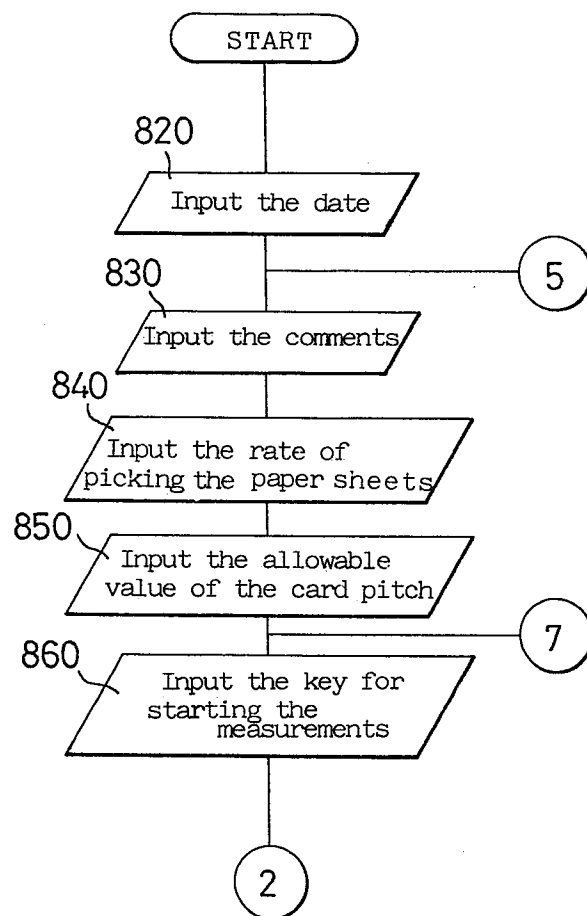 START
820
Input the date
5
830
Input the comments
840
Input the rate of
picking the paper sheets
850
Input the allowable
value of the card pitch
7
860
Input the key for
starting the
measurements
2